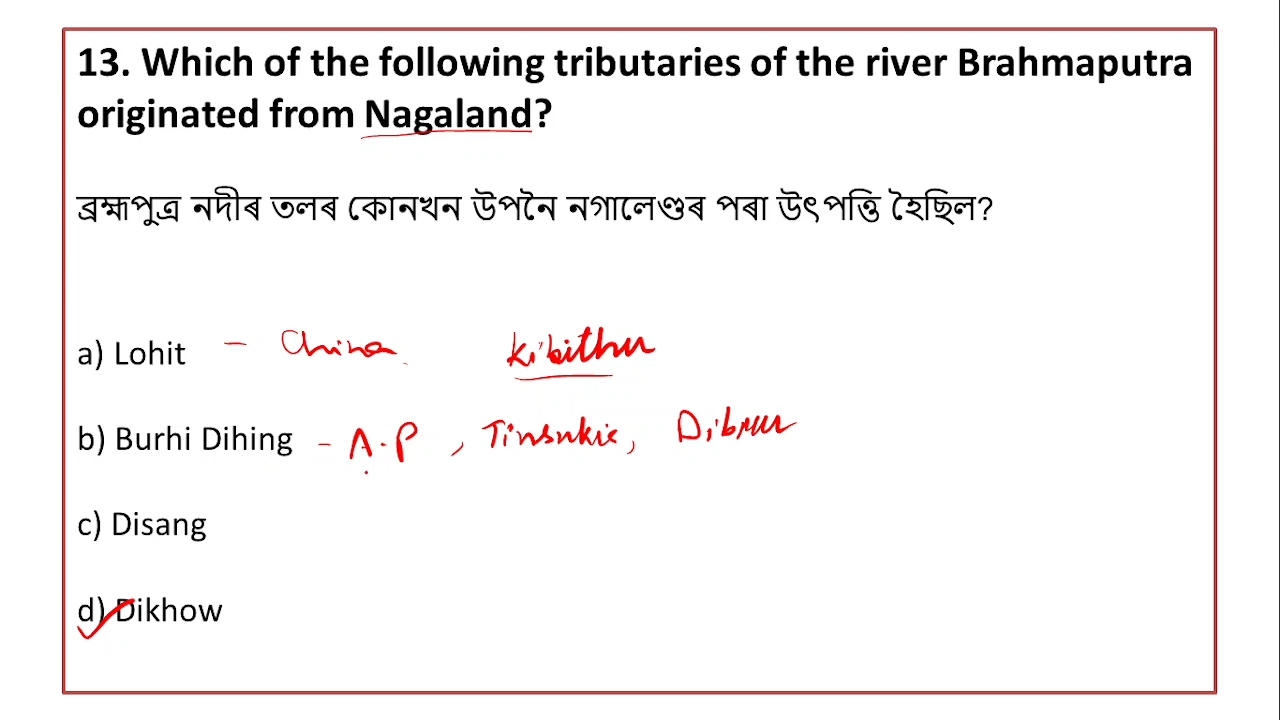 13. Which of the following tributaries of the river Brahmaputra
originated from Nagaland?
ব্ৰহ্মপুত্ৰ নদীৰ তলৰ কোনখন উপনৈ নগালেণ্ডৰ পৰা উৎপত্তি হৈছিল?
a) Lohit - China Kibithu
b) Burhi Dihing - A.P, Tinsukia,
c) Disang
d) Dikhow